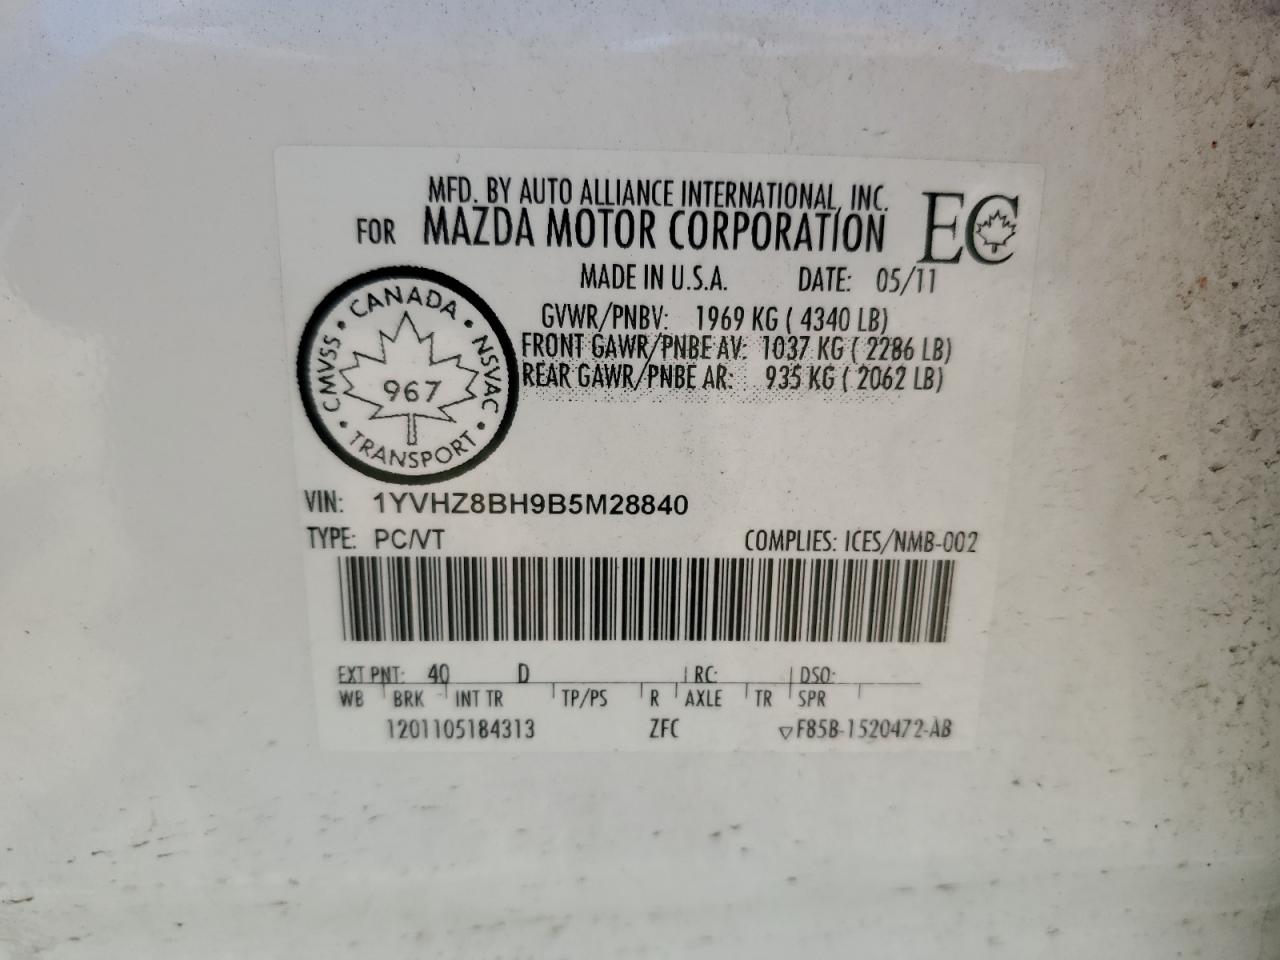 MFD. BY AUTO ALLIANCE INTERNATIONAL, INC.
FOR MAZDA MOTOR CORPORATION
EC
MADE IN U.S.A. DATE: 05/11
GVWR/PNBV: 1969 KG ( 4340 LB)
FRONT GAWR/PNBE AV: 1037 KG ( 2286 LB)
REAR GAWR/PNBE AR: 935 KG ( 2062 LB)
CANADA
CMVSS • 967 • NSVAC
TRANSPORT
VIN: 1YVHZ8BH9B5M28840
TYPE: PC/VT COMPLIES: ICES/NMB-002
EXT PNT: 40 D RC: DSO:
WB BRK INT TR TP/PS R AXLE TR SPR
1201105184313 ZFC ▽F85B-1520472-AB